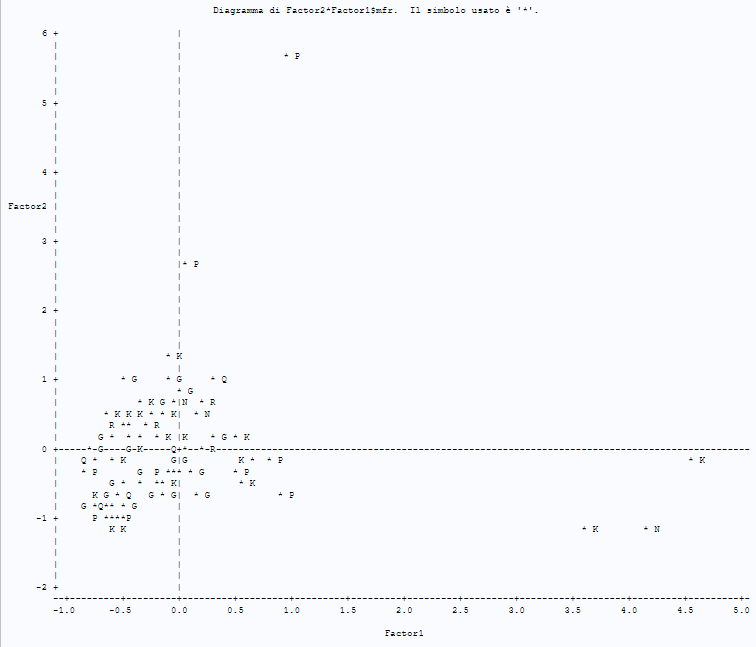 Diagramma di Factor2*Factor1$mfr. Il simbolo usato è '*'.
6 +
* P
5 +
4 +
Factor2
3 +
|* P
2 +
* K
1 + * G * G * Q
* G
* K G *|N * R
* K K K * * K| * N
R ** * R
G * * * * K |K * G * K
0 +------*-G----G-K-----Q+*---*-R-----
Q * * K G|G K * * P * K
* P G P *** * G * P
G * * ** K| * K
K G * Q G * G| * G * P
G *Q** * G
-1 + P ****P
K K * K * N
-2 +
-1.0 -0.5 0.0 0.5 1.0 1.5 2.0 2.5 3.0 3.5 4.0 4.5 5.0
Factor1